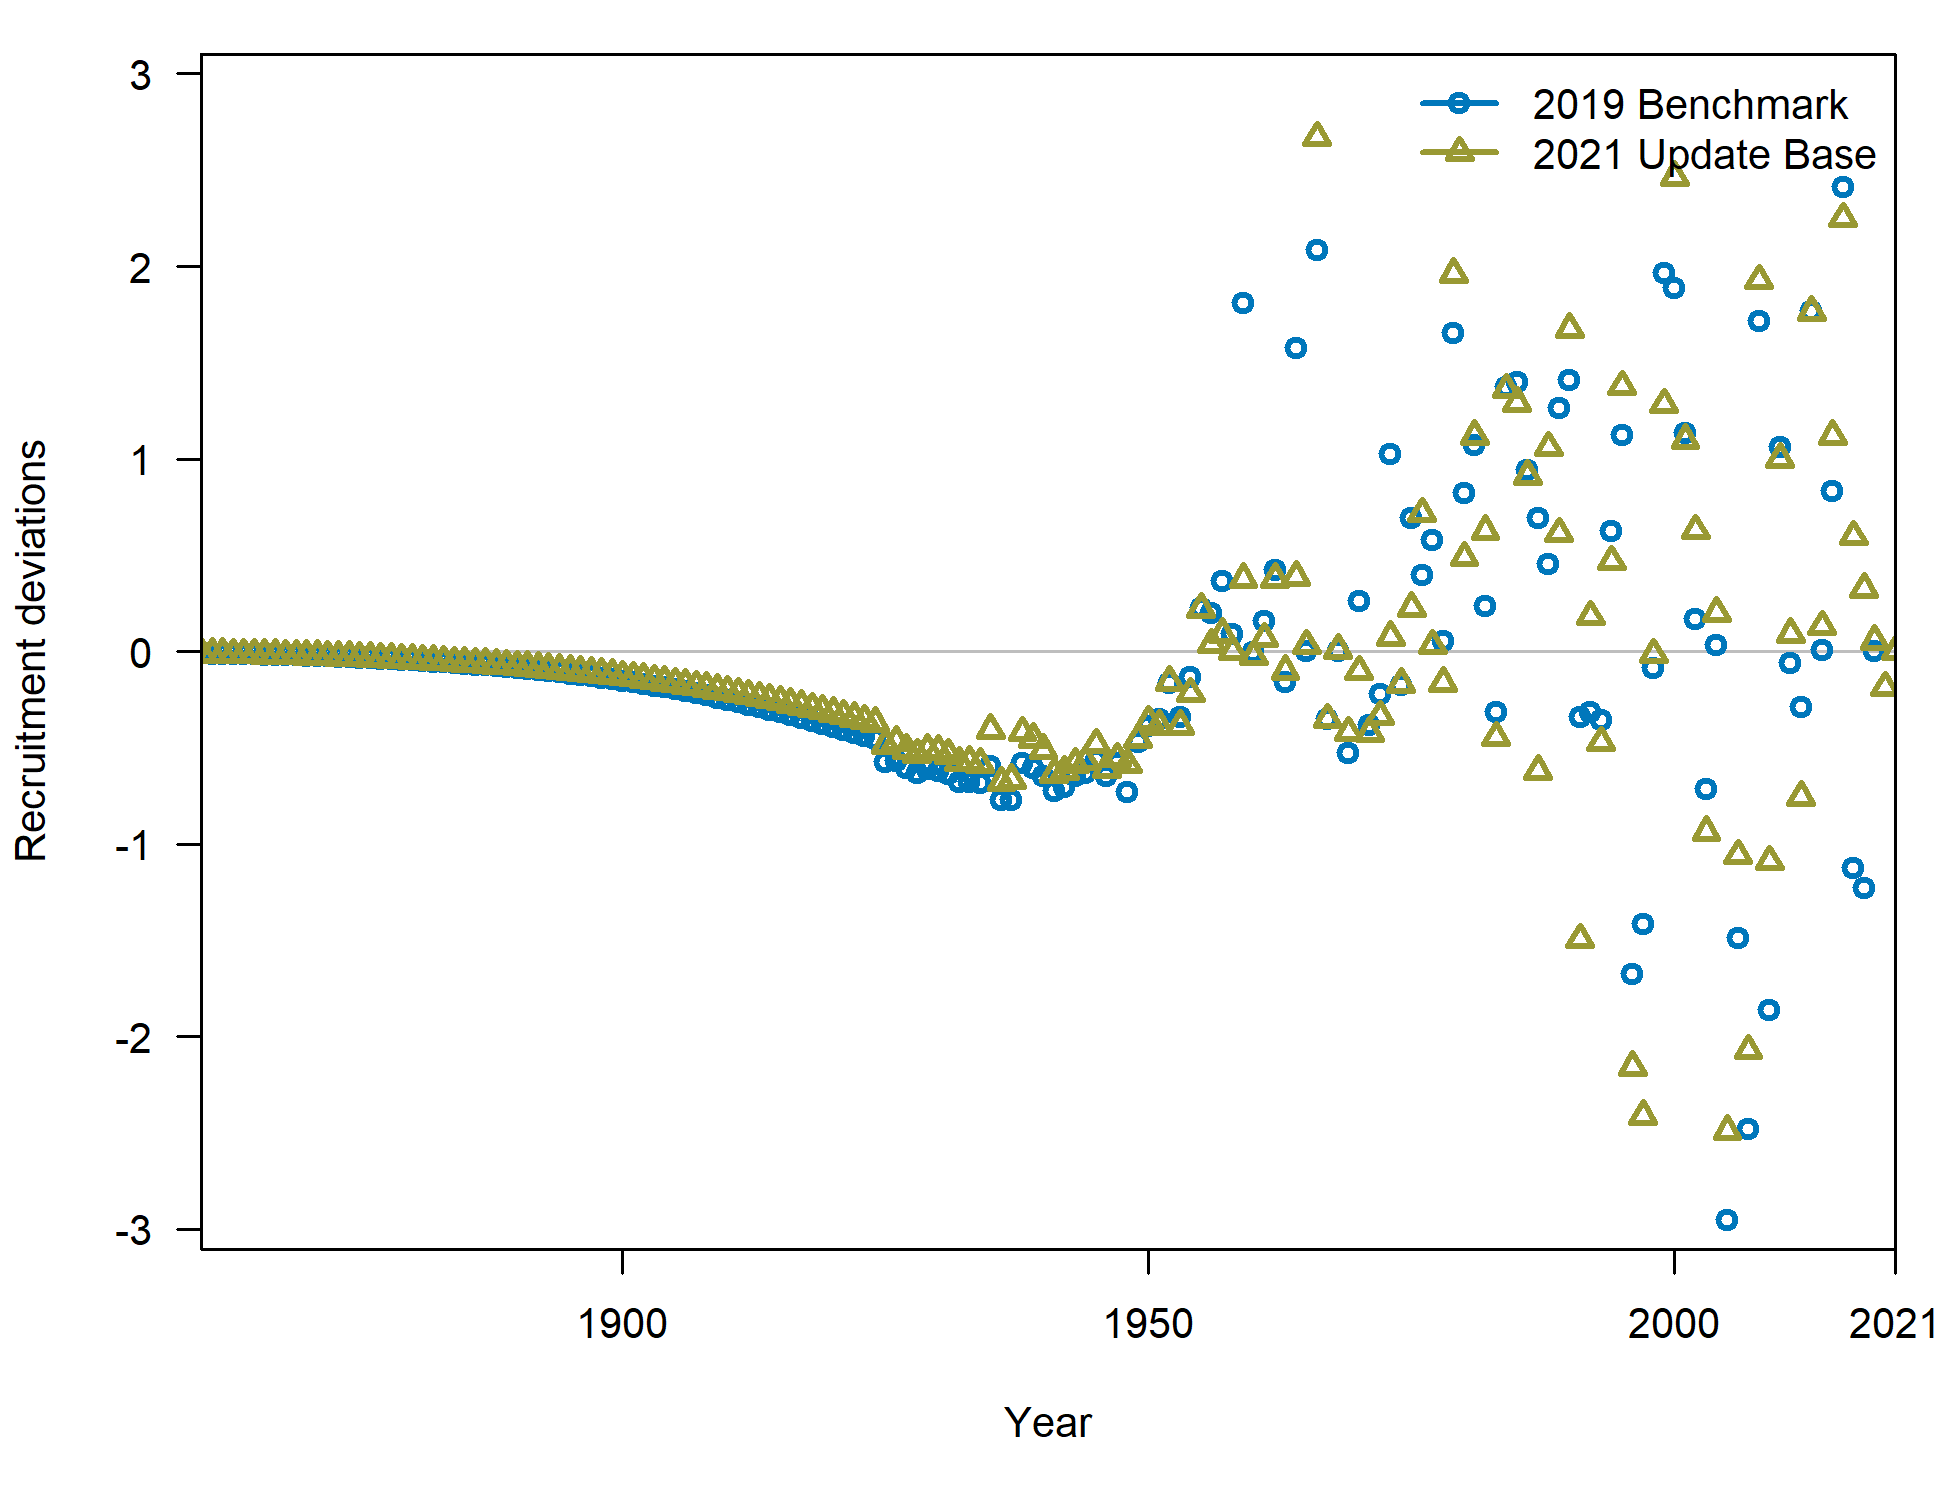 3
2019 Benchmark
2021 Update Base
2
1
0
-1
-2
-3
Recruitment deviations
1900
1950
2000
2021
Year